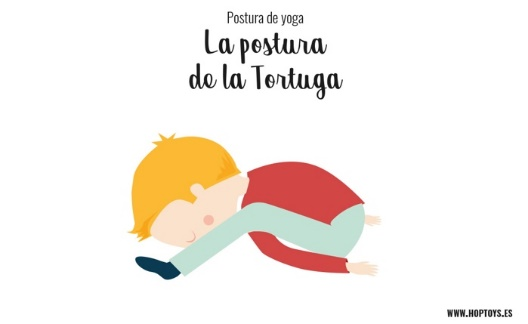 Postura de yoga
La postura
de la Tortuga
WWW.HOPTOYS.ES